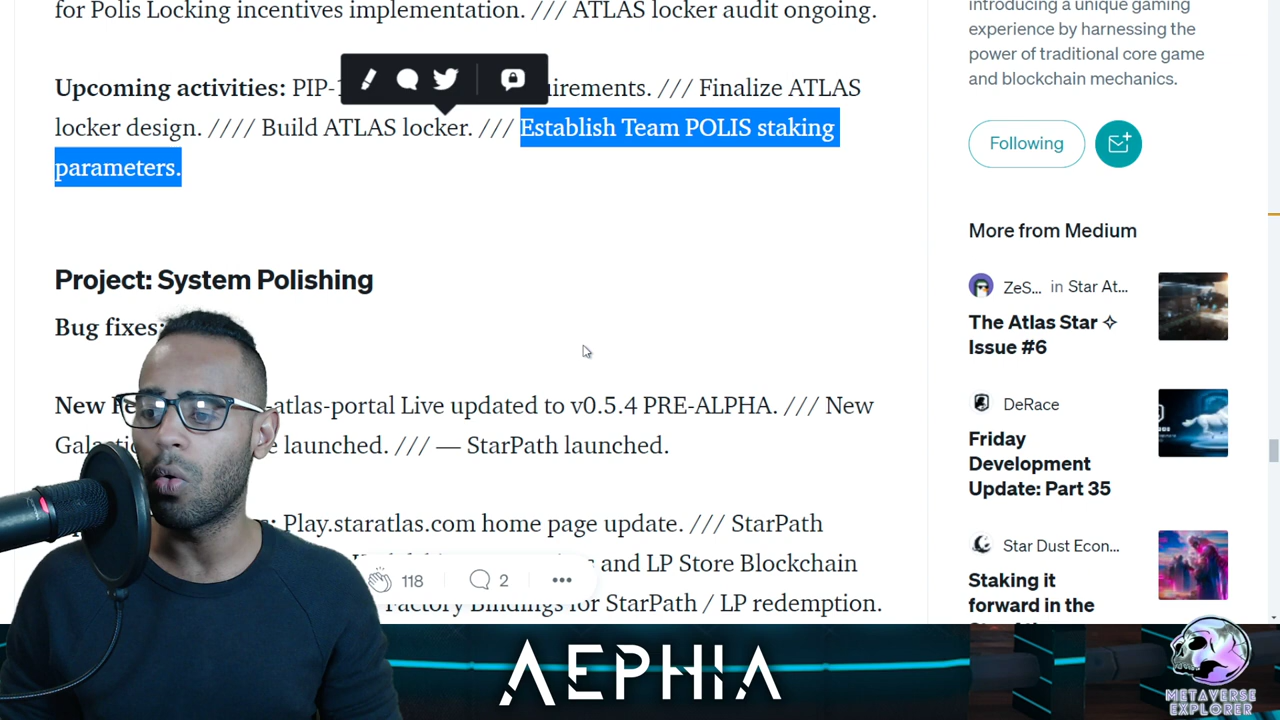 for Polis Locking incentives implementation. /// ATLAS locker audit ongoing.
Upcoming activities: PIP- /// Finalize ATLAS
locker design. //// Build ATLAS locker. /// Establish Team POLIS staking
parameters.
Project: System Polishing
Bug fixes:
New -atlas-portal Live updated to v0.5.4 PRE-ALPHA. /// New
launched. /// — StarPath launched.
Play.staratlas.com home page update. /// StarPath
and LP Store Blockchain
Factory Bindings for StarPath / LP redemption.
118
2
introducing a unique gaming
experience by harnessing the
power of traditional core game
and blockchain mechanics.
Following
More from Medium
ZeS... in Star At...
The Atlas Star ✧
Issue #6
DeRace
Friday
Development
Update: Part 35
Star Dust Econ...
Staking it
forward in the
AEPHIA
METAVERSE
EXPLORER